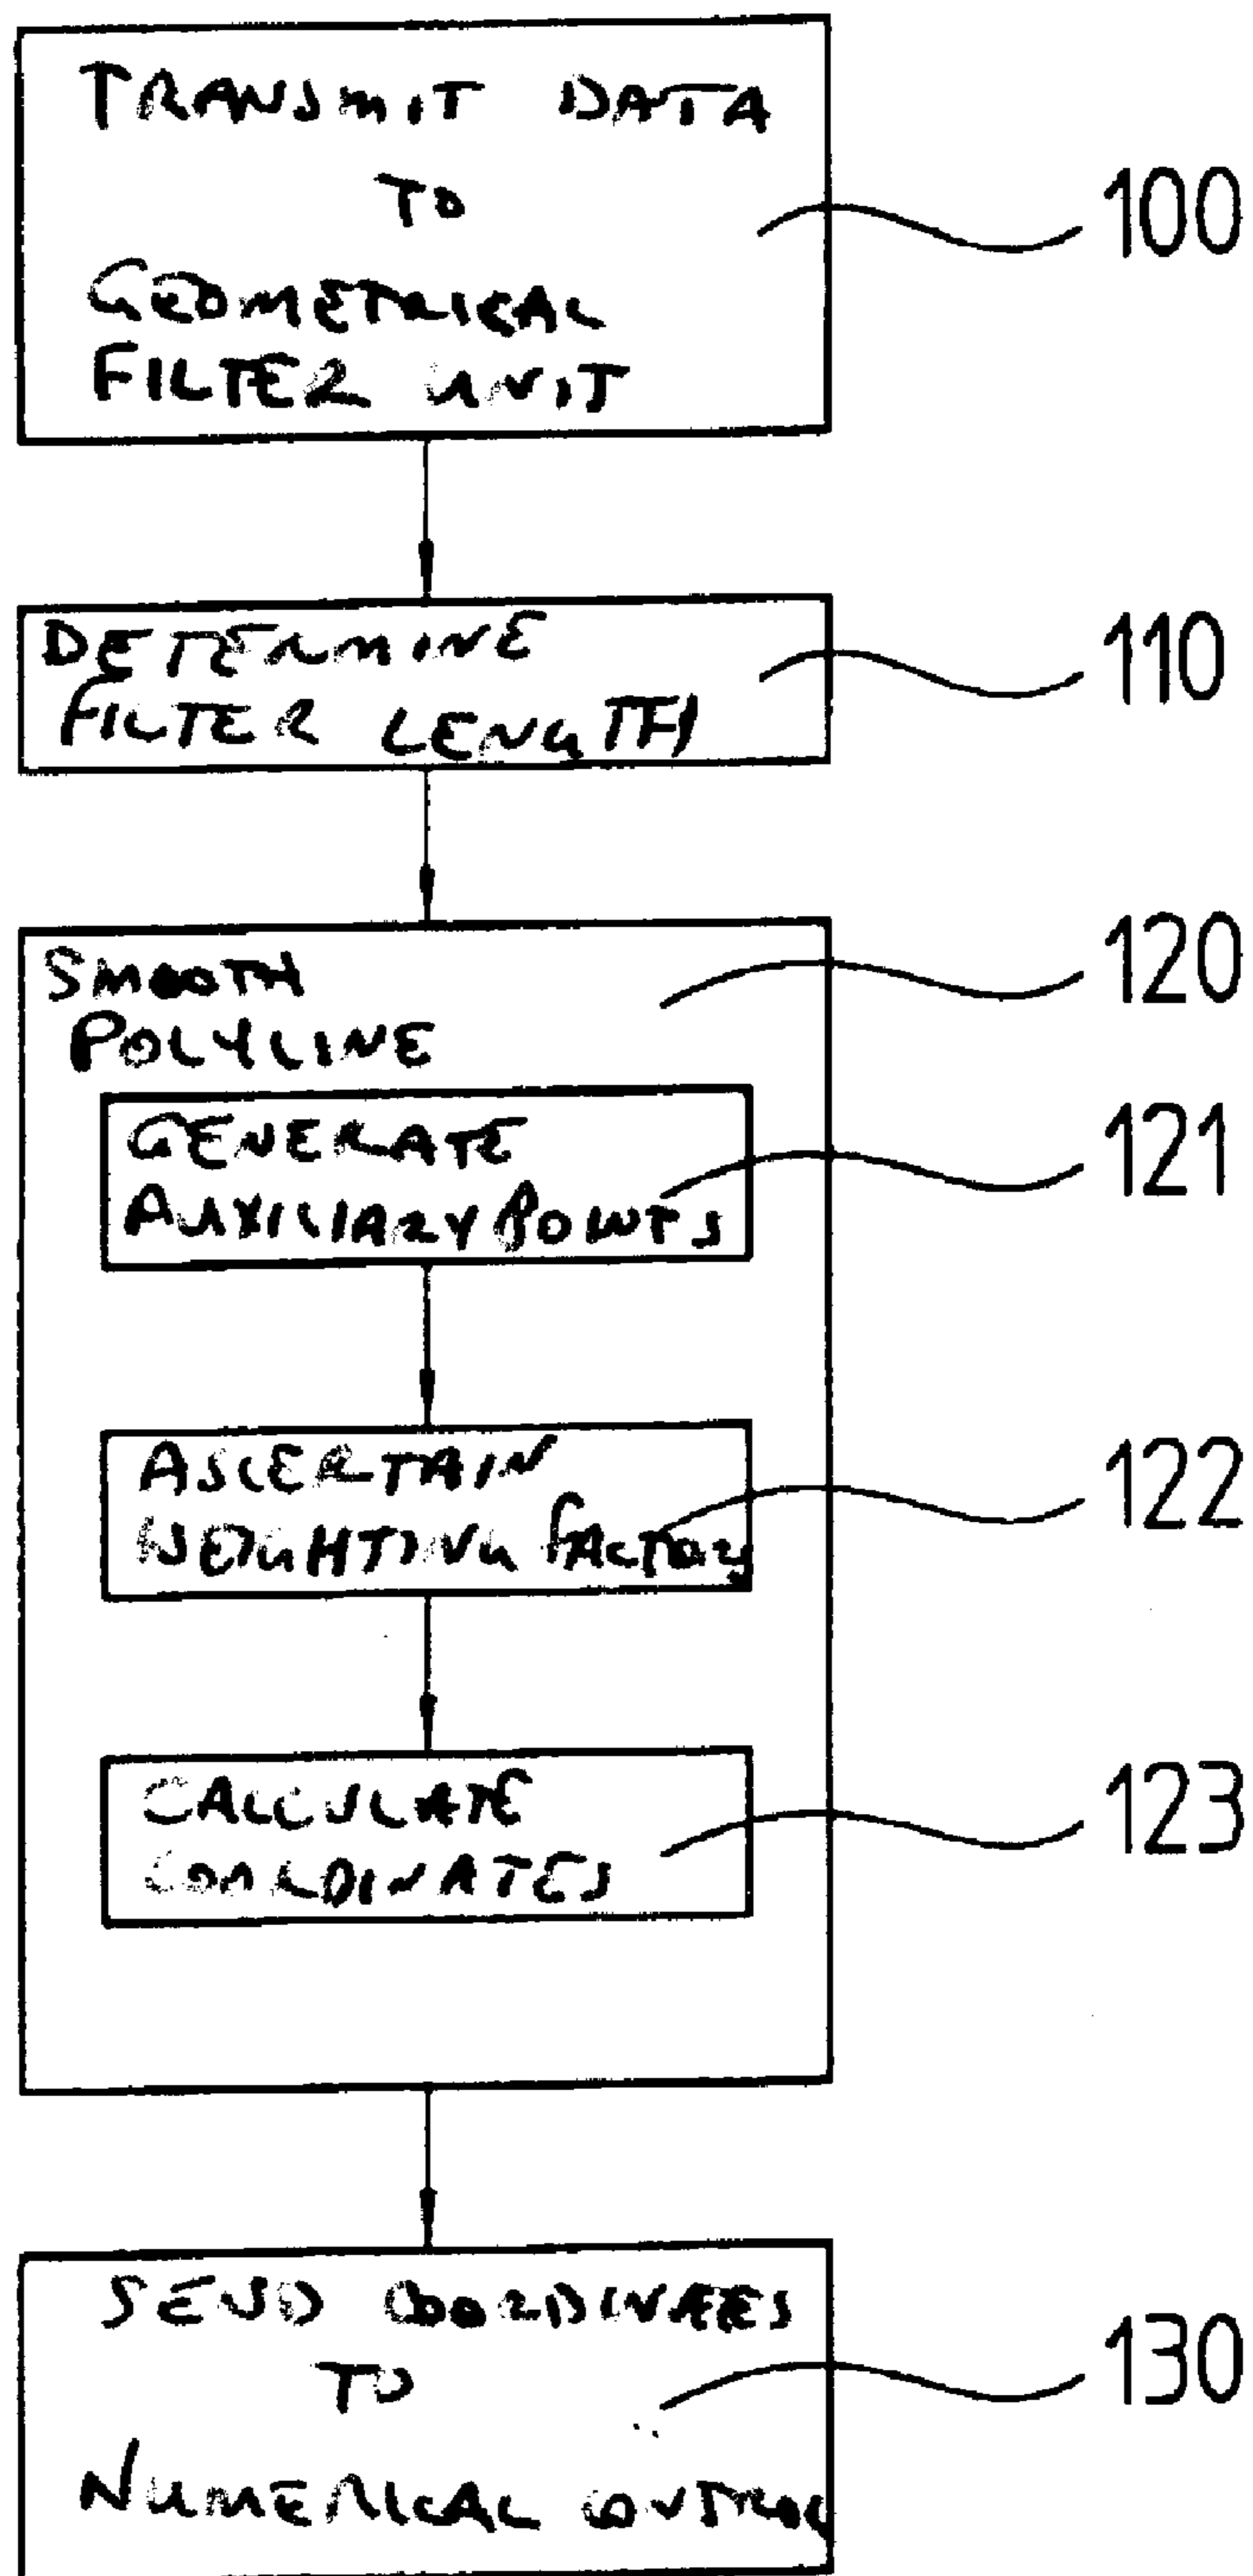 TRANSMIT DATA
TO
GEOMETRICAL
FILTER UNIT
100
DETERMINE
FILTER LENGTH
110
SMOOTH
POLYLINE
120
GENERATE
AUXILIARY POINTS
121
ASCERTAIN
WEIGHTING FACTORS
122
CALCULATE
COORDINATES
123
SEND COORDINATES
TO
NUMERICAL CONTROL
130